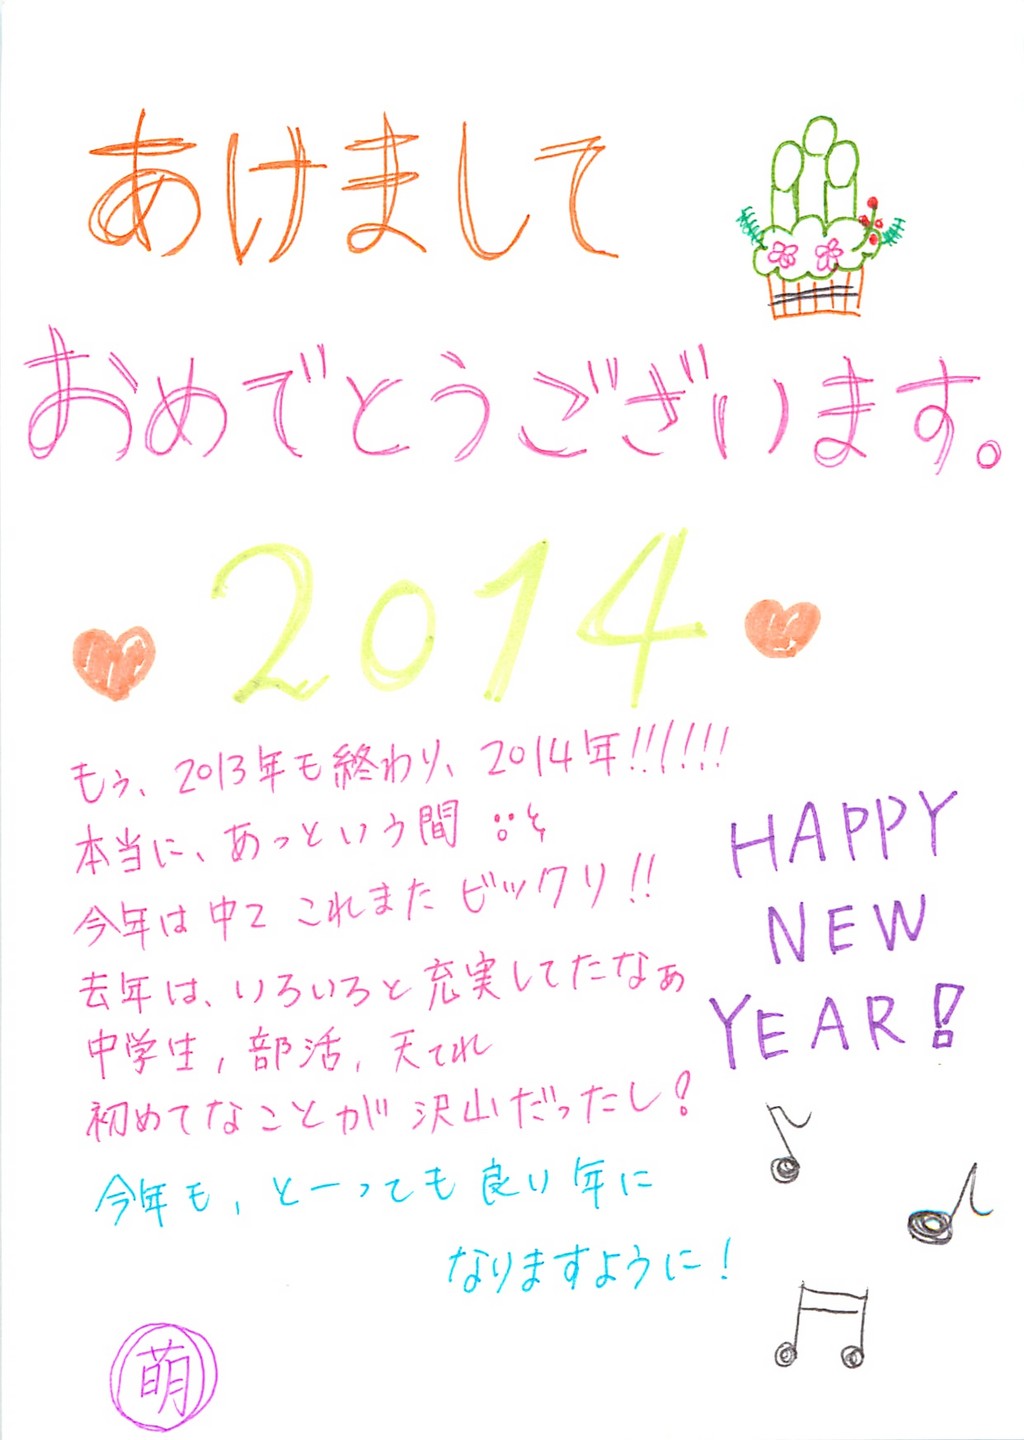 あけまして
おめでとうございます。
2014
もぅ、2013年も終わり、2014年!!!!!!
本当に、あっという間
今年は中2 これまたビックリ!!
去年は、いろいろと充実してたなぁ
中学生,部活,天てれ
初めてなことが沢山だったし?
今年も,とーっても良い年に
なりますように!
HAPPY
NEW
YEAR!
萌